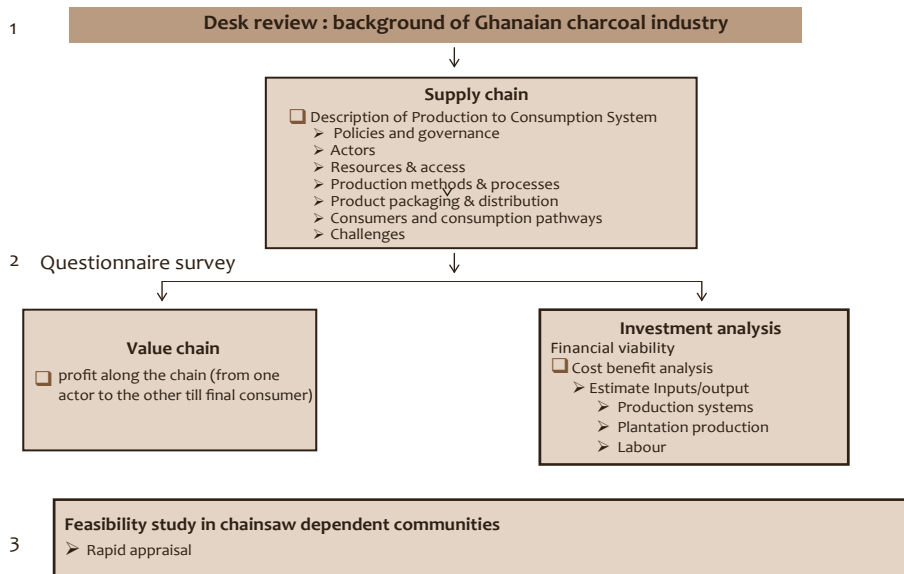 1
Desk review : background of Ghanaian charcoal industry
Supply chain
❑ Description of Production to Consumption System
➢ Policies and governance
➢ Actors
➢ Resources & access
➢ Production methods & processes
➢ Product packaging & distribution
➢ Consumers and consumption pathways
➢ Challenges
2 Questionnaire survey
Value chain
❑ profit along the chain (from one
actor to the other till final consumer)
Investment analysis
Financial viability
❑ Cost benefit analysis
➢ Estimate Inputs/output
➢ Production systems
➢ Plantation production
➢ Labour
3
Feasibility study in chainsaw dependent communities
➢ Rapid appraisal